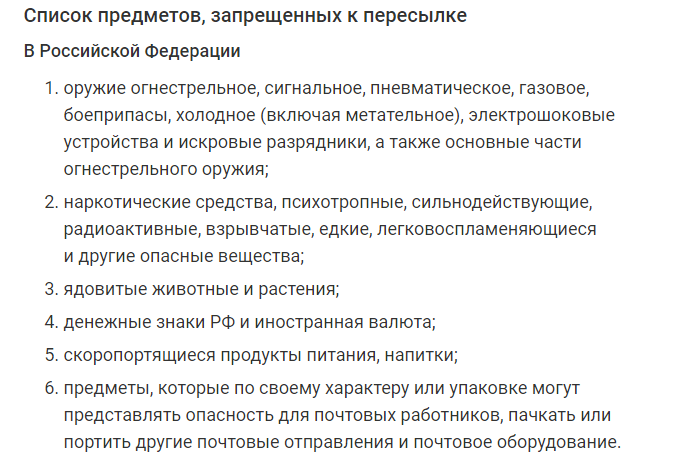 Список предметов, запрещенных к пересылке
В Российской Федерации
1. оружие огнестрельное, сигнальное, пневматическое, газовое,
боеприпасы, холодное (включая метательное), электрошоковые
устройства и искровые разрядники, а также основные части
огнестрельного оружия;
2. наркотические средства, психотропные, сильнодействующие,
радиоактивные, взрывчатые, едкие, легковоспламеняющиеся
и другие опасные вещества;
3. ядовитые животные и растения;
4. денежные знаки РФ и иностранная валюта;
5. скоропортящиеся продукты питания, напитки;
6. предметы, которые по своему характеру или упаковке могут
представлять опасность для почтовых работников, пачкать или
портить другие почтовые отправления и почтовое оборудование.